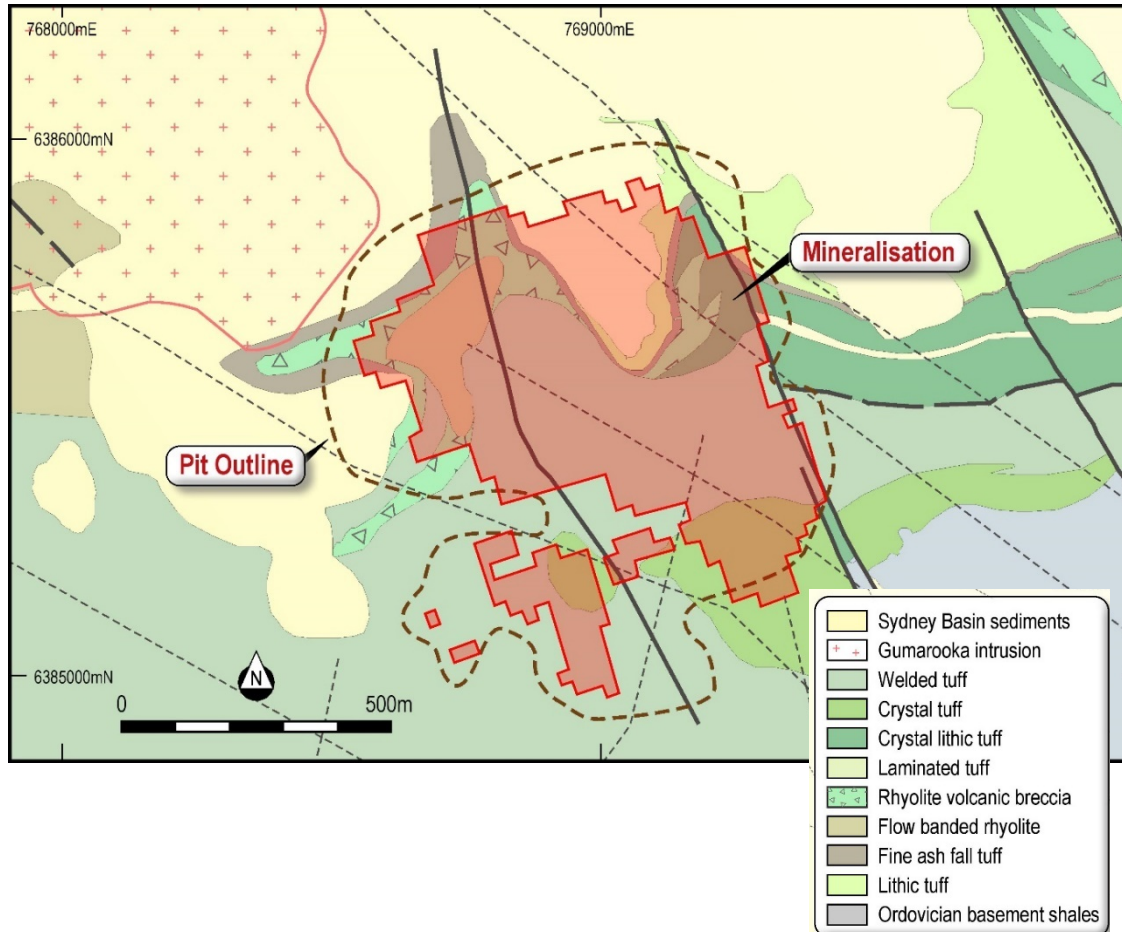 768000mE
769000mE
6386000mN
Mineralisation
Pit Outline
6385000mN
N
0 500m
Sydney Basin sediments
Gumarooka intrusion
Welded tuff
Crystal tuff
Crystal lithic tuff
Laminated tuff
Rhyolite volcanic breccia
Flow banded rhyolite
Fine ash fall tuff
Lithic tuff
Ordovician basement shales